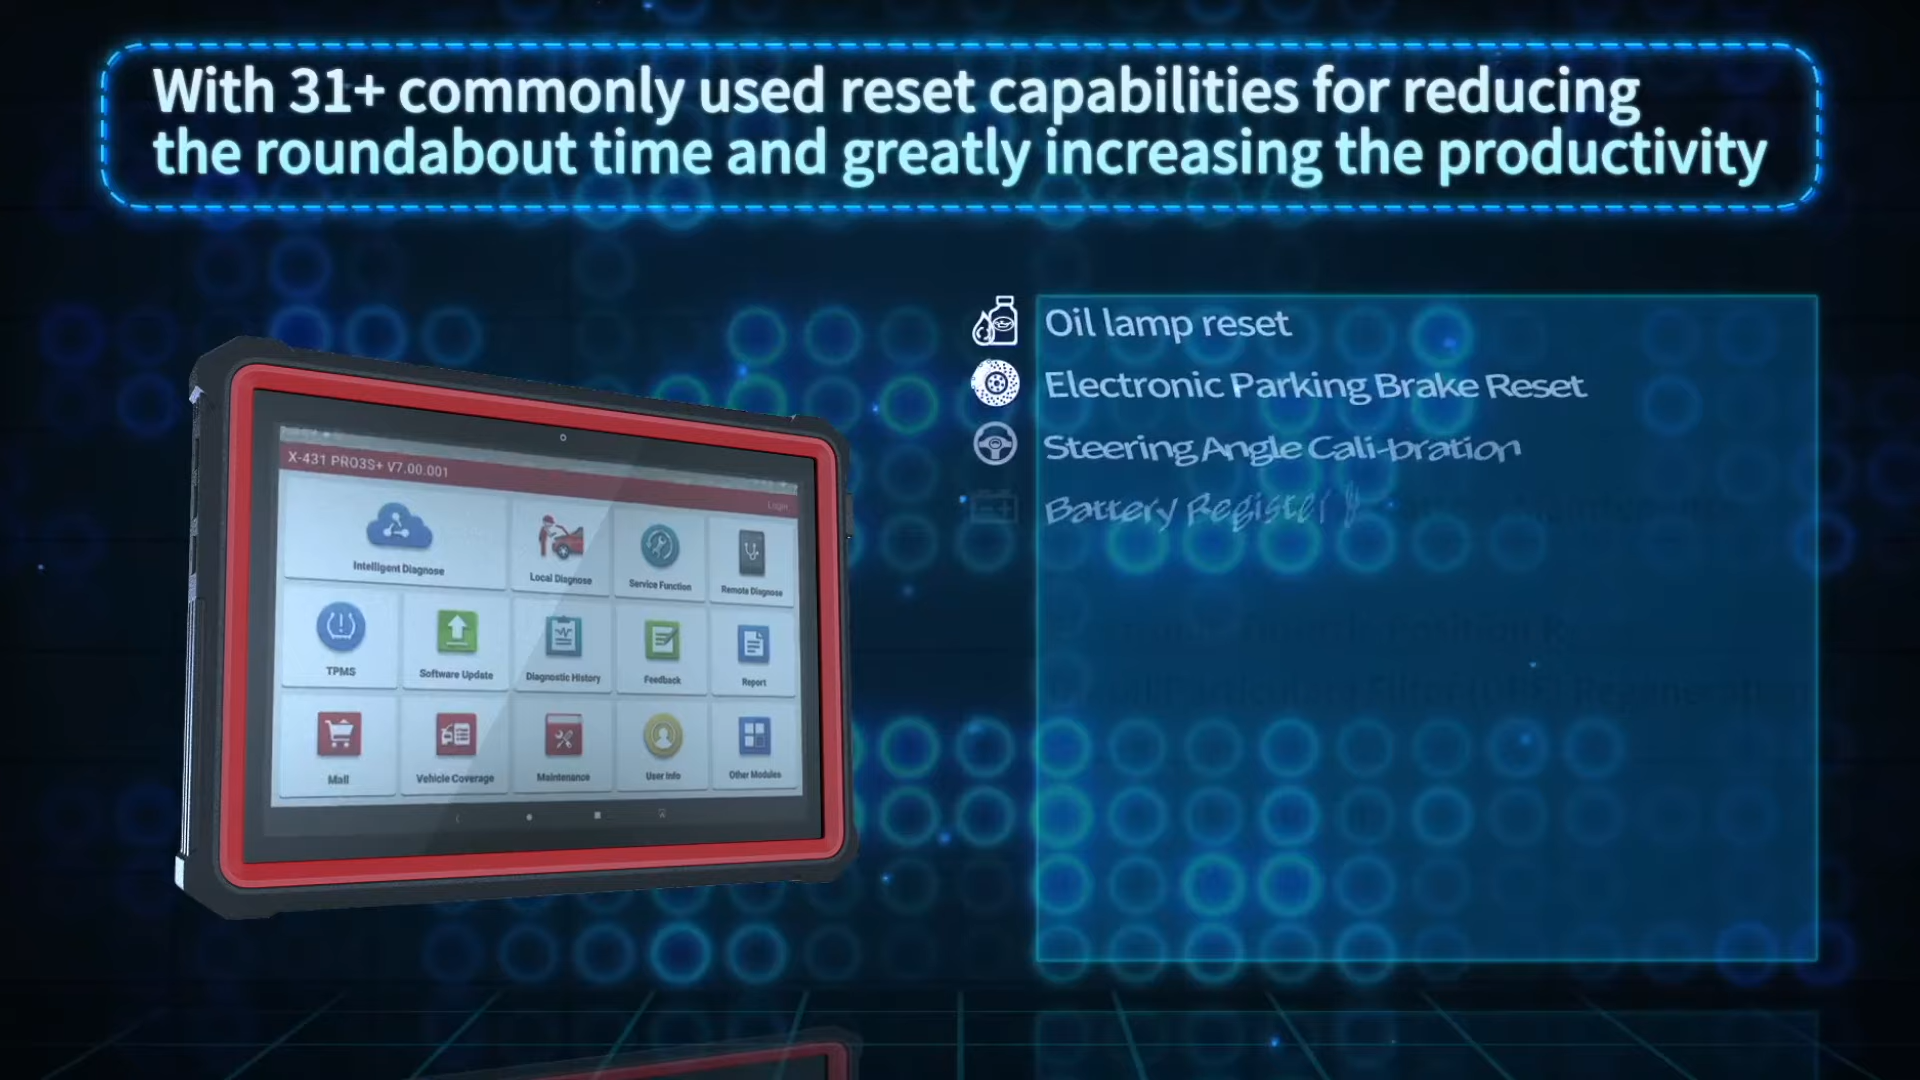 With 31+ commonly used reset capabilities for reducing
the roundabout time and greatly increasing the productivity
Oil lamp reset
Electronic Parking Brake Reset
Steering Angle Cali-bration
Battery Register
X-431 PRO3S+ V7.00.001
Login
Intelligent Diagnose
Local Diagnose
Service Function
Remote Diagnose
TPMS
Software Update
Diagnostic History
Feedback
Report
Mall
Vehicle Coverage
Maintenance
User Info
Other Modules